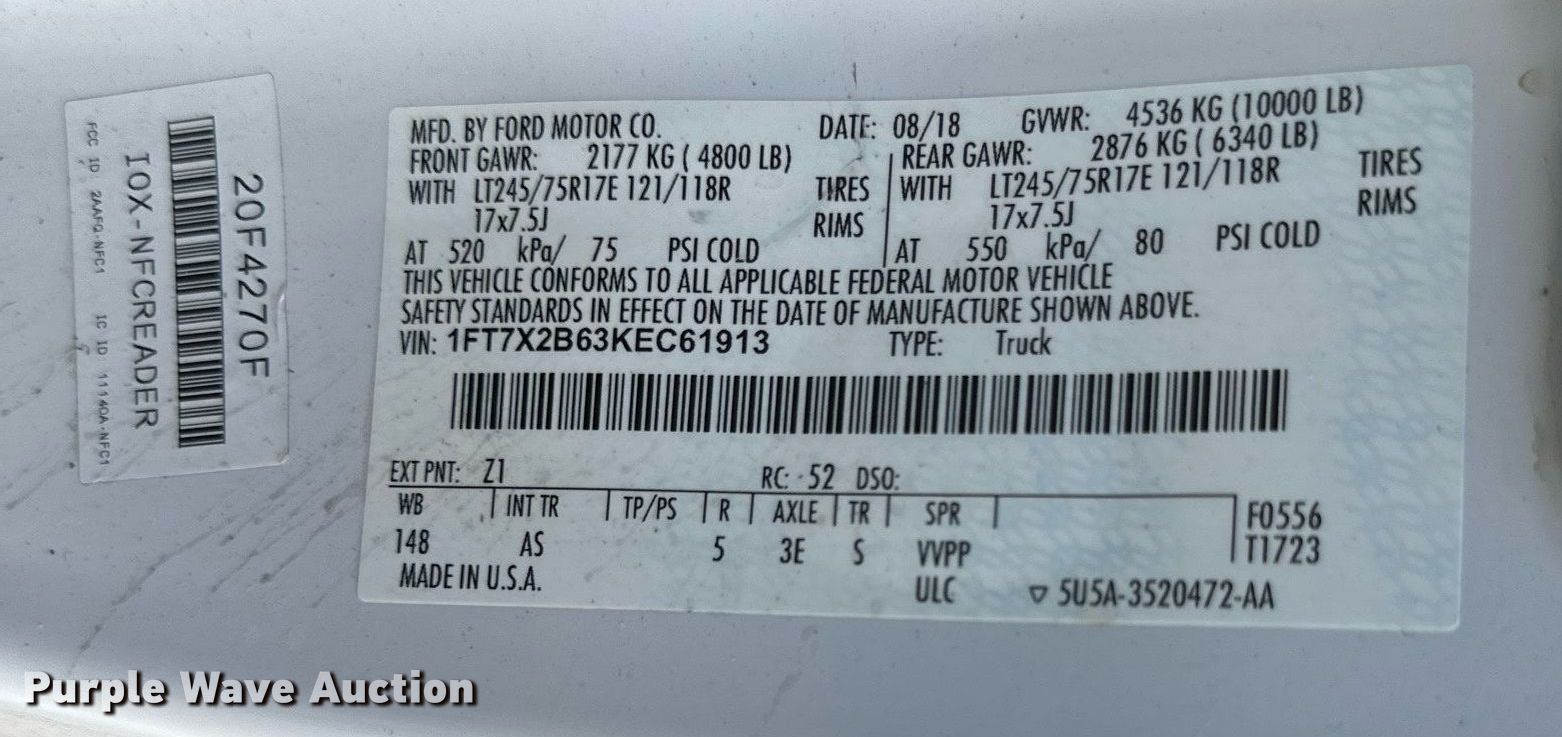 MFD. BY FORD MOTOR CO. DATE: 08/18 GVWR: 4536 KG (10000 LB)
FRONT GAWR: 2177 KG ( 4800 LB) REAR GAWR: 2876 KG ( 6340 LB)
WITH LT245/75R17E 121/118R TIRES WITH LT245/75R17E 121/118R TIRES
17x7.5J RIMS 17x7.5J RIMS
AT 520 kPa/ 75 PSI COLD AT 550 kPa/ 80 PSI COLD
THIS VEHICLE CONFORMS TO ALL APPLICABLE FEDERAL MOTOR VEHICLE
SAFETY STANDARDS IN EFFECT ON THE DATE OF MANUFACTURE SHOWN ABOVE.
VIN: 1FT7X2B63KEC61913 TYPE: Truck
EXT PNT: Z1 RC: 52 DSO:
WB INT TR TP/PS R AXLE TR SPR F0556
148 AS 5 3E S VVPP T1723
MADE IN U.S.A. ULC ▽ 5U5A-3520472-AA
20F4270F
IOX-NFCREADER
FCC ID 2AAFQ-NFC1 IC ID 11140A-NFC1
Purple Wave Auction